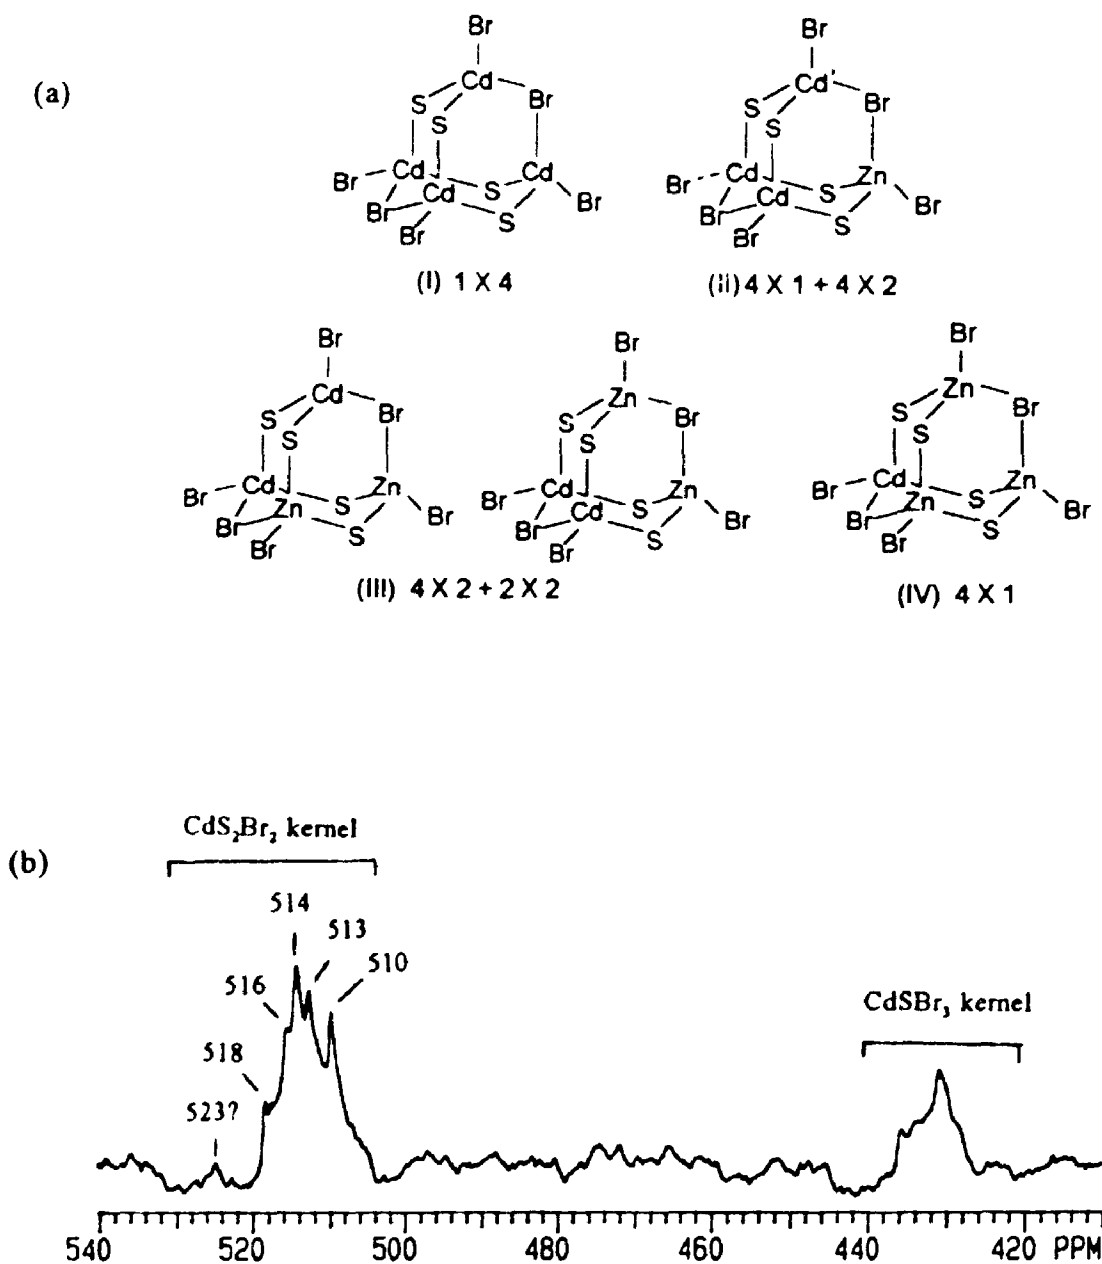 (a)
Br
Cd
Br
S
S
Br
Cd
Cd
S
Cd
Br
Br
Br
S
(I) 1 X 4
Br
Cd'
Br
S
S
Br
Cd
Cd
S
Zn
Br
Br
Br
S
(ii) 4 X 1 + 4 X 2
Br
Cd
Br
S
S
Br
Cd
Zn
S
Zn
Br
Br
Br
S
Br
Zn
Br
S
S
Br
Cd
Cd
S
Zn
Br
Br
Br
S
(III) 4 X 2 + 2 X 2
Br
Zn
Br
S
S
Br
Cd
Zn
S
Zn
Br
Br
Br
S
(IV) 4 X 1
(b)
CdS₂Br₂ kernel
514
513
510
516
518
523?
CdSBr₃ kernel
540 520 500 480 460 440 420 PPM